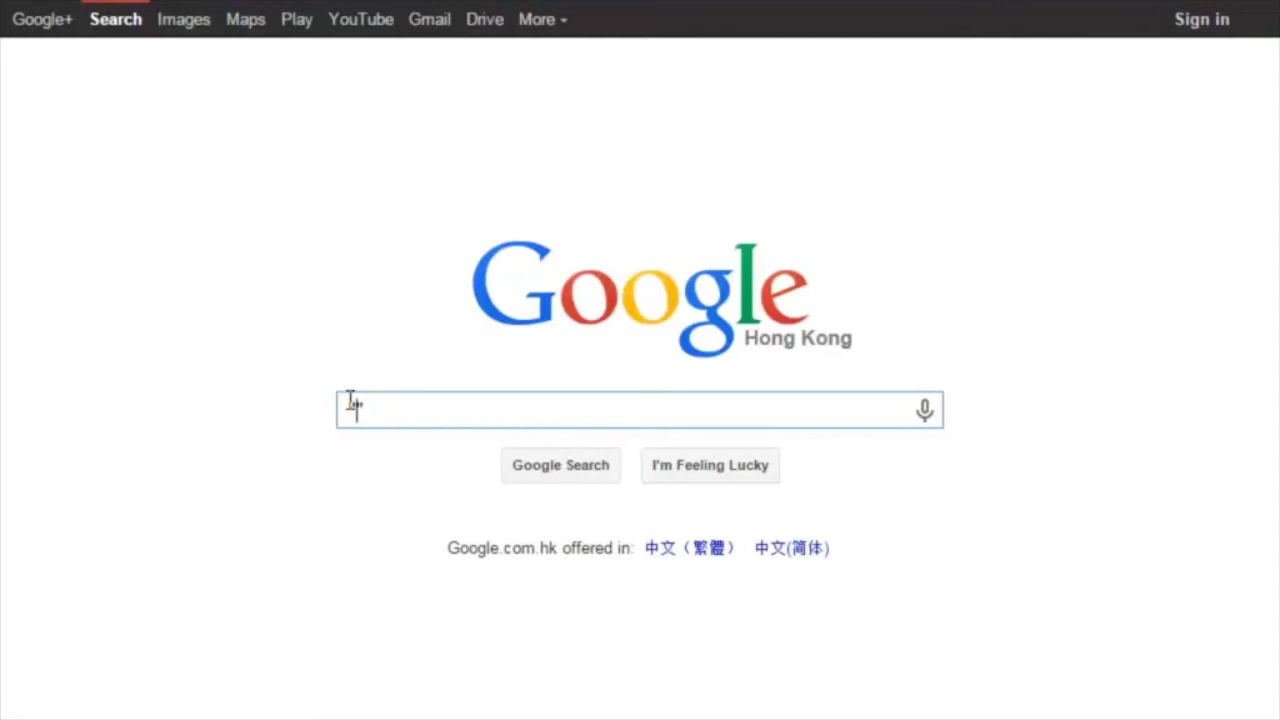 Google+ Search Images Maps Play YouTube Gmail Drive More Sign in
Google
Hong Kong
""
Google Search I'm Feeling Lucky
Google.com.hk offered in: 中文（繁體） 中文(简体)